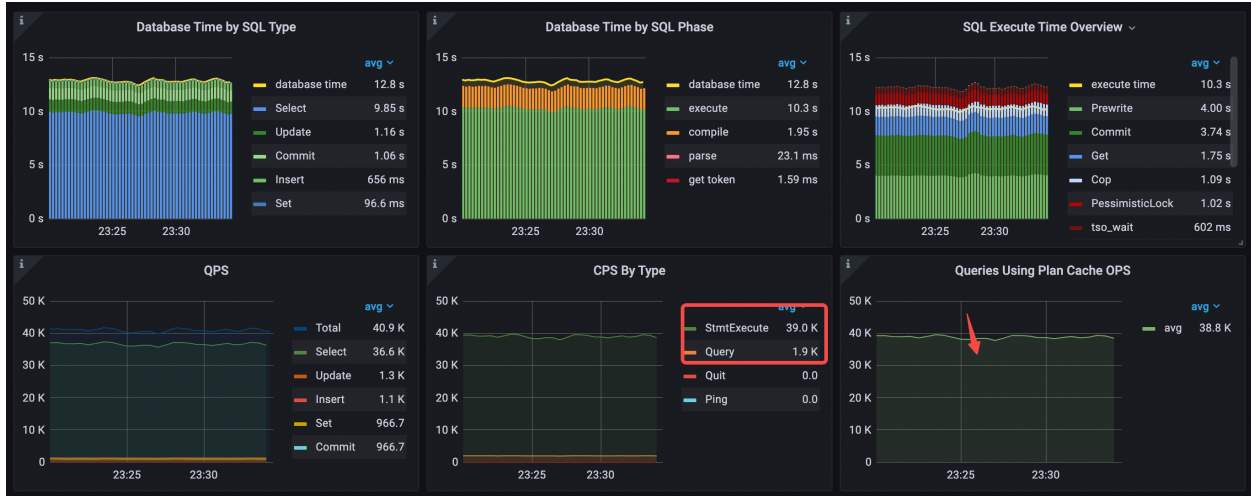 i
Database Time by SQL Type
15 s
10 s
5 s
0 s
23:25 23:30
avg
database time 12.8 s
Select 9.85 s
Update 1.16 s
Commit 1.06 s
Insert 656 ms
Set 96.6 ms
i
Database Time by SQL Phase
15 s
10 s
5 s
0 s
23:25 23:30
avg
database time 12.8 s
execute 10.3 s
compile 1.95 s
parse 23.1 ms
get token 1.59 ms
i
SQL Execute Time Overview
15 s
10 s
5 s
0 s
23:25 23:30
avg
execute time 10.3 s
Prewrite 4.00 s
Commit 3.74 s
Get 1.75 s
Cop 1.09 s
PessimisticLock 1.02 s
tso_wait 602 ms
i
QPS
50 K
40 K
30 K
20 K
10 K
0
23:25 23:30
avg
Total 40.9 K
Select 36.6 K
Update 1.3 K
Insert 1.1 K
Set 966.7
Commit 966.7
i
CPS By Type
50 K
40 K
30 K
20 K
10 K
0
23:25 23:30
avg
StmtExecute 39.0 K
Query 1.9 K
Quit 0.0
Ping 0.0
i
Queries Using Plan Cache OPS
50 K
40 K
30 K
20 K
10 K
0
23:25 23:30
avg
avg 38.8 K